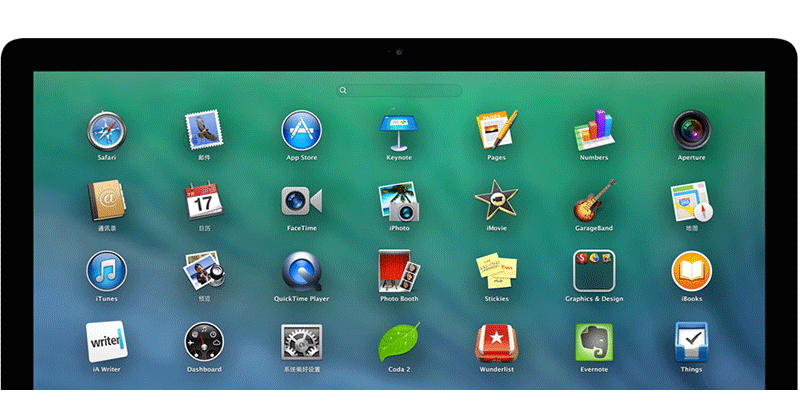 Safari
邮件
App Store
Keynote
PAGES
Pages
Numbers
Aperture
通讯录
17
日历
FaceTime
iPhoto
iMovie
GarageBand
地图
iTunes
预览
QuickTime Player
Photo Booth
Stickies
Graphics & Design
iBooks
writer
iA Writer
Dashboard
系统偏好设置
Coda 2
Wunderlist
Evernote
Things